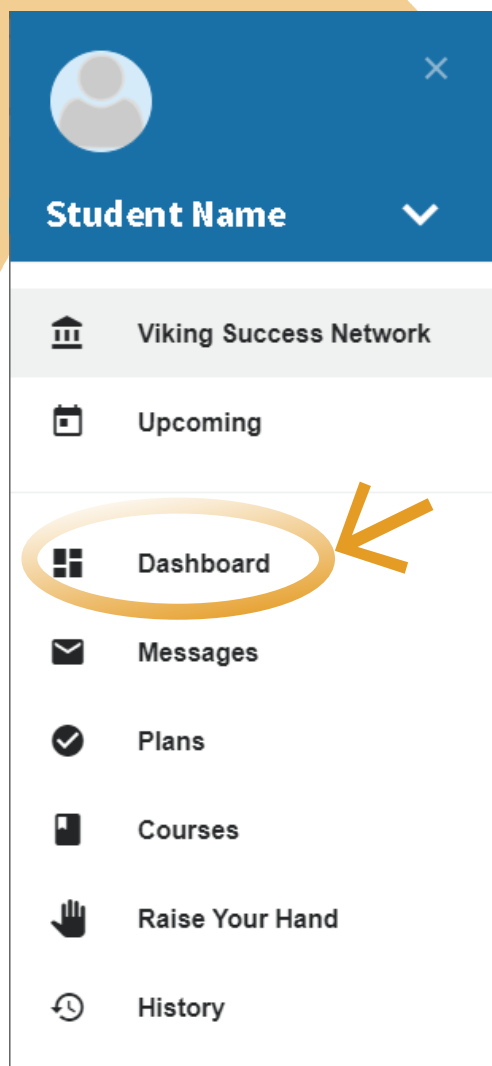 Student Name
Viking Success Network
Upcoming
Dashboard
Messages
Plans
Courses
Raise Your Hand
History